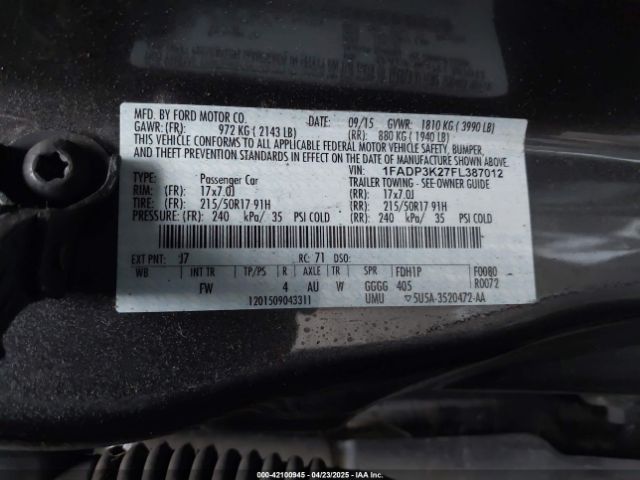 MFD. BY FORD MOTOR CO.
DATE: 09/15 GVWR: 1810 KG ( 3990 LB)
GAWR: (FR): 972 KG ( 2143 LB) (RR): 880 KG ( 1940 LB)
THIS VEHICLE CONFORMS TO ALL APPLICABLE FEDERAL MOTOR VEHICLE SAFETY, BUMPER,
AND THEFT PREVENTION STANDARDS IN EFFECT ON THE DATE OF MANUFACTURE SHOWN ABOVE.
VIN: 1FADP3K27FL387012
TYPE: Passenger Car TRAILER TOWING - SEE OWNER GUIDE
RIM: (FR): 17x7.0J (RR): 17x7.0J
TIRE: (FR): 215/50R17 91H (RR): 215/50R17 91H
PRESSURE: (FR): 240 kPa/ 35 PSI COLD (RR): 240 kPa/ 35 PSI COLD
EXT PNT: J7 RC: 71 DSO:
WB INT TR TP/PS R AXLE TR SPR FDH1P F0080
FW 4 AU W GGGG 405 R0072
1201509043311 UMU 5U5A-3520472-AA
000-42100945 - 04/23/2025 - IAAI Inc.